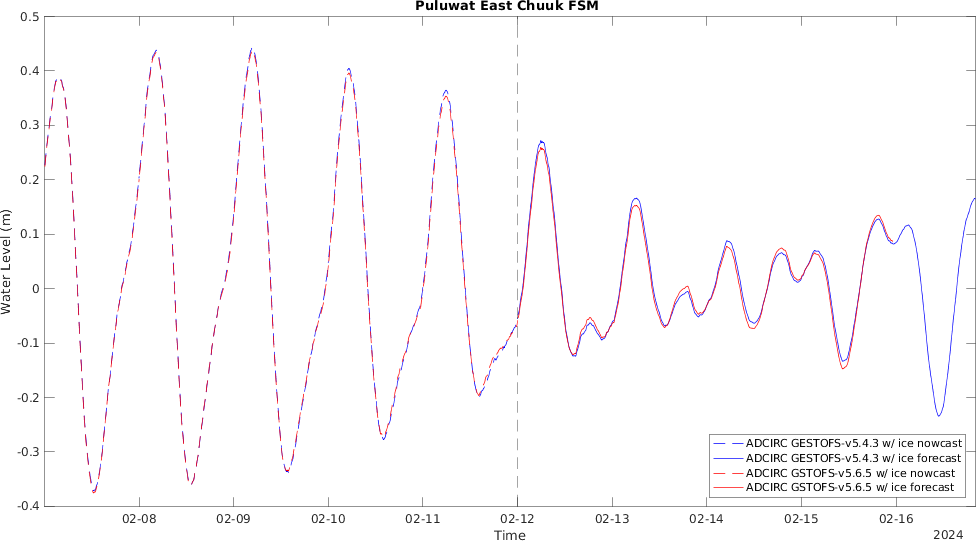 Puluwat East Chuuk FSM
0.5
0.4
0.3
0.2
0.1
0
-0.1
-0.2
-0.3
-0.4
Water Level (m)
ADCIRC GESTOFS-v5.4.3 w/ ice nowcast
ADCIRC GESTOFS-v5.4.3 w/ ice forecast
ADCIRC GSTOFS-v5.6.5 w/ ice nowcast
ADCIRC GSTOFS-v5.6.5 w/ ice forecast
02-08 02-09 02-10 02-11 02-12 02-13 02-14 02-15 02-16
Time
2024